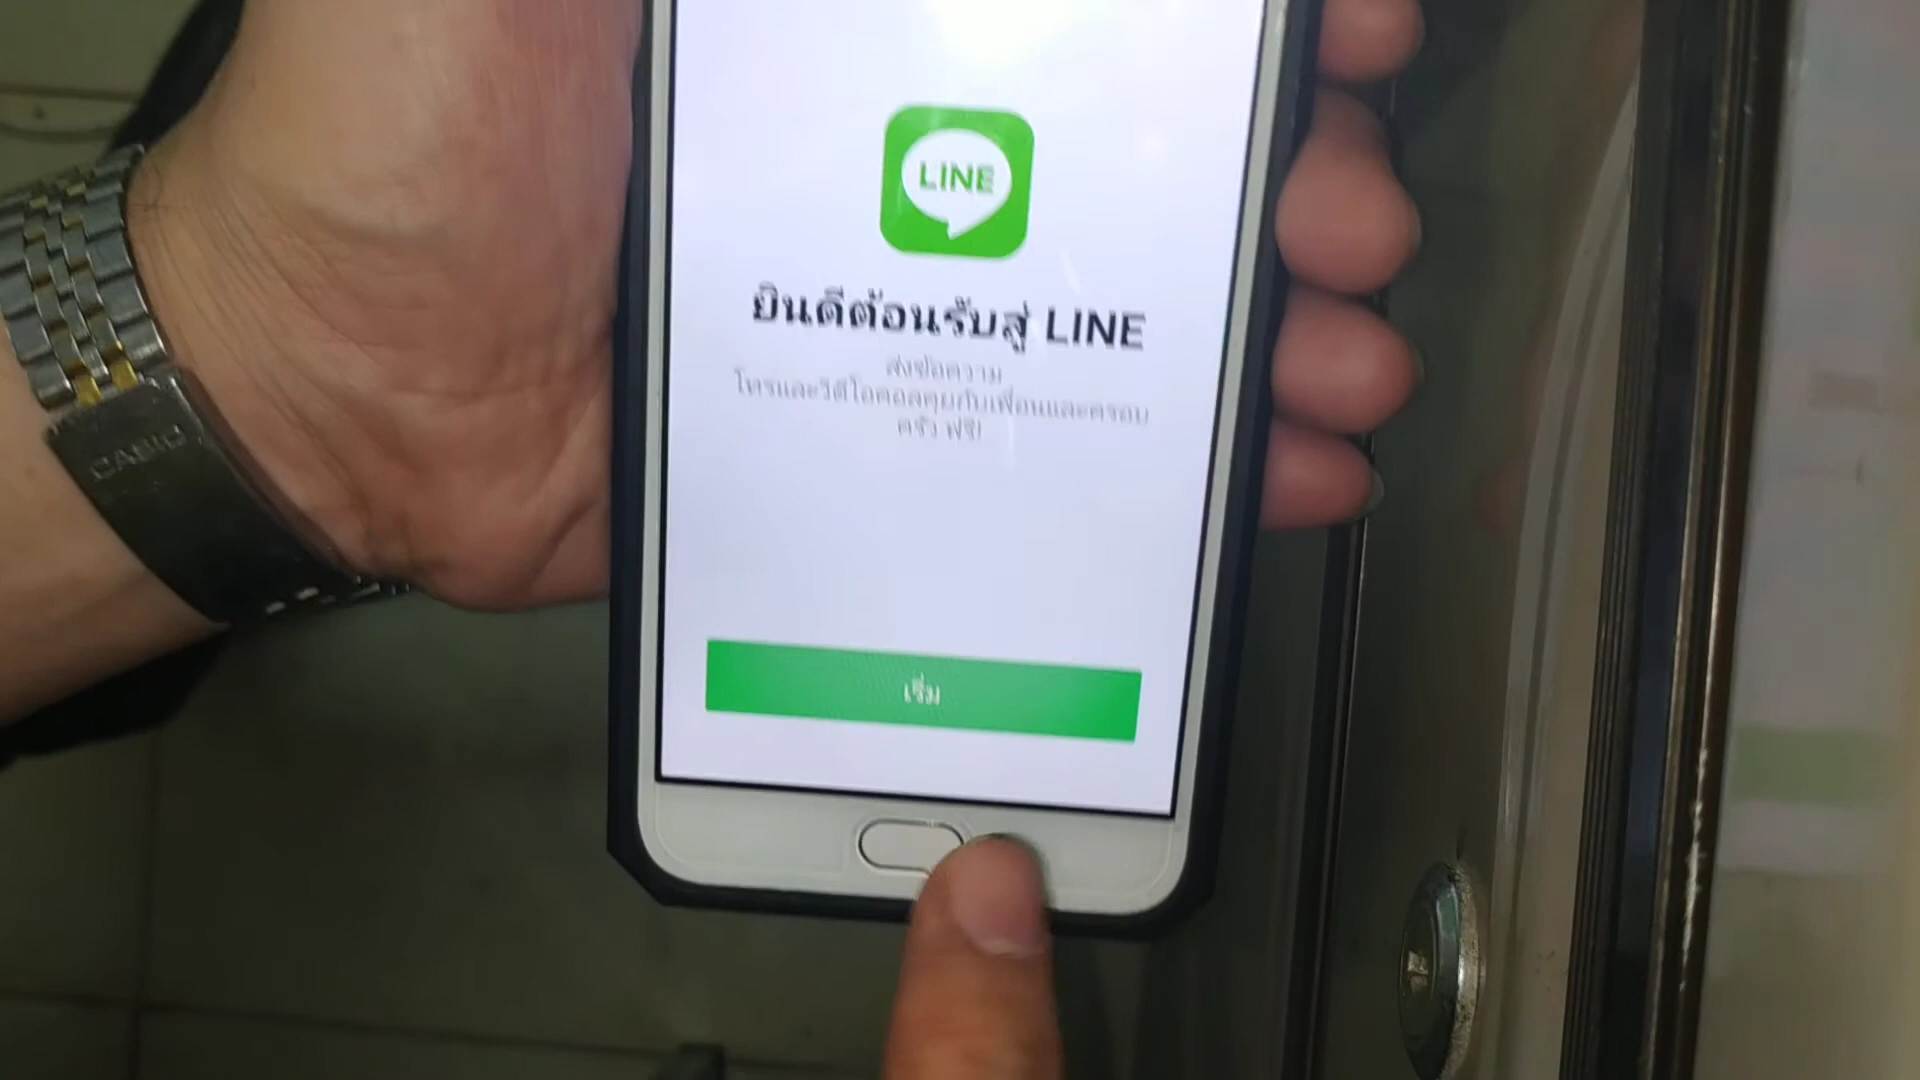 LINE
ยินดีต้อนรับสู่ LINE
ส่งข้อความ
โทรและวิดีโอคอลคุยกับเพื่อนและครอบ
ครัว ฟรี!
เริ่ม
CASIO